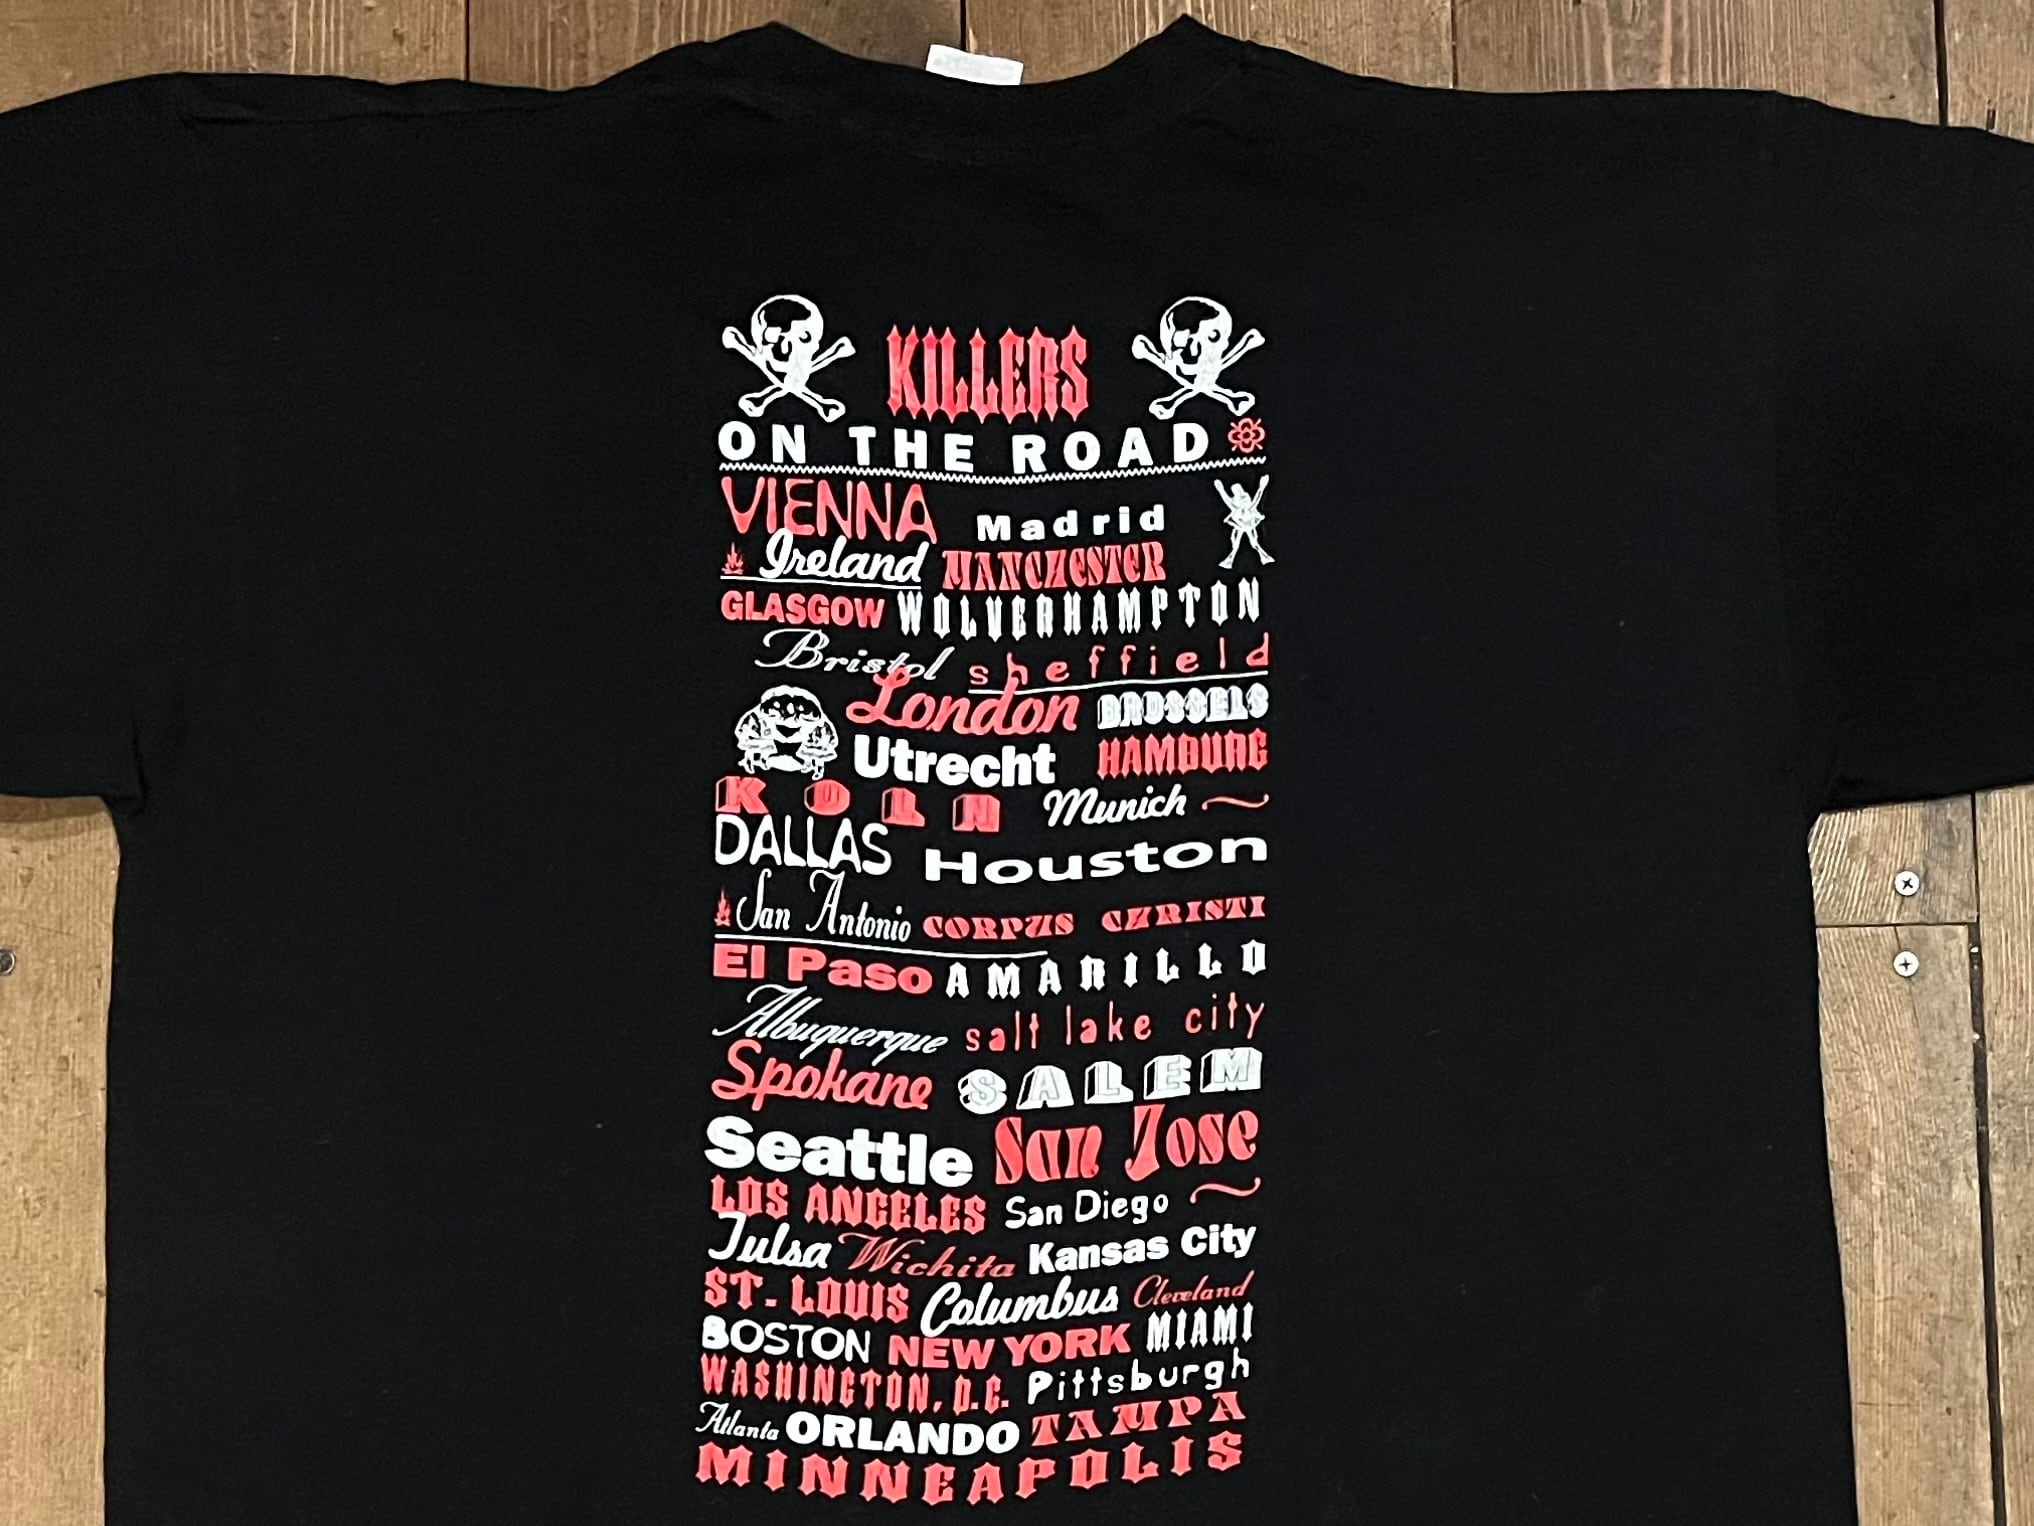 KILLERS
ON THE ROAD
VIENNA Madrid
Ireland MANCHESTER
GLASGOW WOLVERHAMPTON
Bristol sheffield
London BRUSSELS
Utrecht HAMBURG
KOLN Munich
DALLAS Houston
San Antonio CORPUS CHRISTI
El Paso AMARILLO
Albuquerque salt lake city
Spokane SALEM
Seattle San Jose
LOS ANGELES San Diego
Tulsa Wichita Kansas City
ST. LOUIS Columbus Cleveland
BOSTON NEW YORK MIAMI
WASHINGTON, D.C. Pittsburgh
Atlanta ORLANDO TAMPA
MINNEAPOLIS